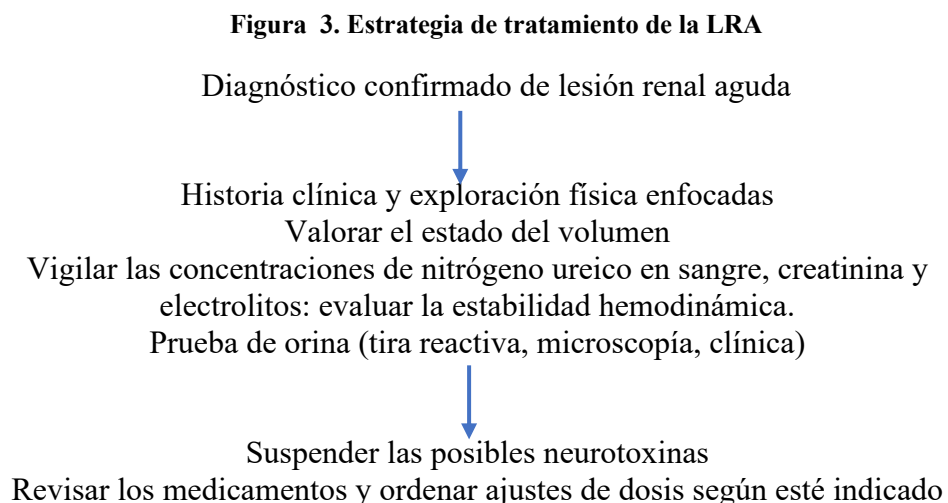 Figura 3. Estrategia de tratamiento de la LRA
Diagnóstico confirmado de lesión renal aguda
Historia clínica y exploración física enfocadas
Valorar el estado del volumen
Vigilar las concentraciones de nitrógeno ureico en sangre, creatinina y
electrolitos: evaluar la estabilidad hemodinámica.
Prueba de orina (tira reactiva, microscopía, clínica)
Suspender las posibles neurotoxinas
Revisar los medicamentos y ordenar ajustes de dosis según esté indicado